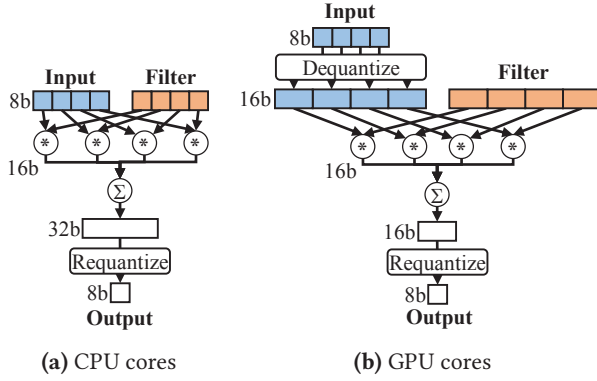 Input
Filter
8b
* * * *
16b
Σ
32b
Requantize
8b
Output
(a) CPU cores
Input
8b
Dequantize
Filter
16b
* * * *
16b
Σ
16b
Requantize
8b
Output
(b) GPU cores